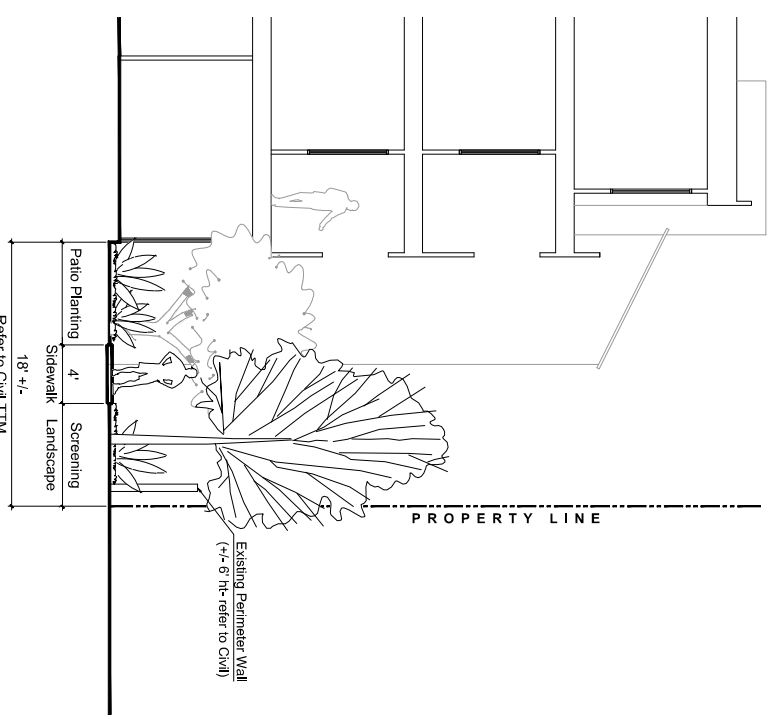 Patio Planting
4'
Sidewalk
Screening
Landscape
18' +/-
Refer to Civil TTM
PROPERTY LINE
Existing Perimeter Wall
(+/- 6' ht- refer to Civil)